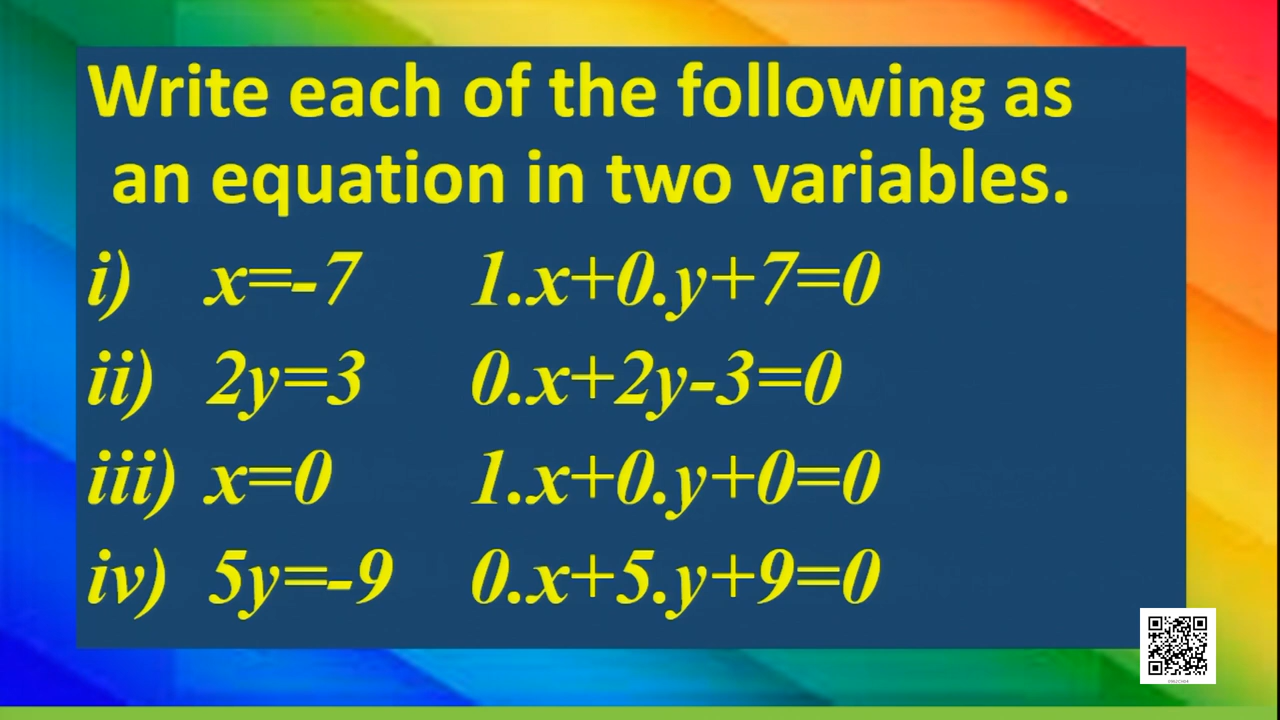 Write each of the following as
an equation in two variables.
i) x=-7 1.x+0.y+7=0
ii) 2y=3 0.x+2y-3=0
iii) x=0 1.x+0.y+0=0
iv) 5y=-9 0.x+5.y+9=0